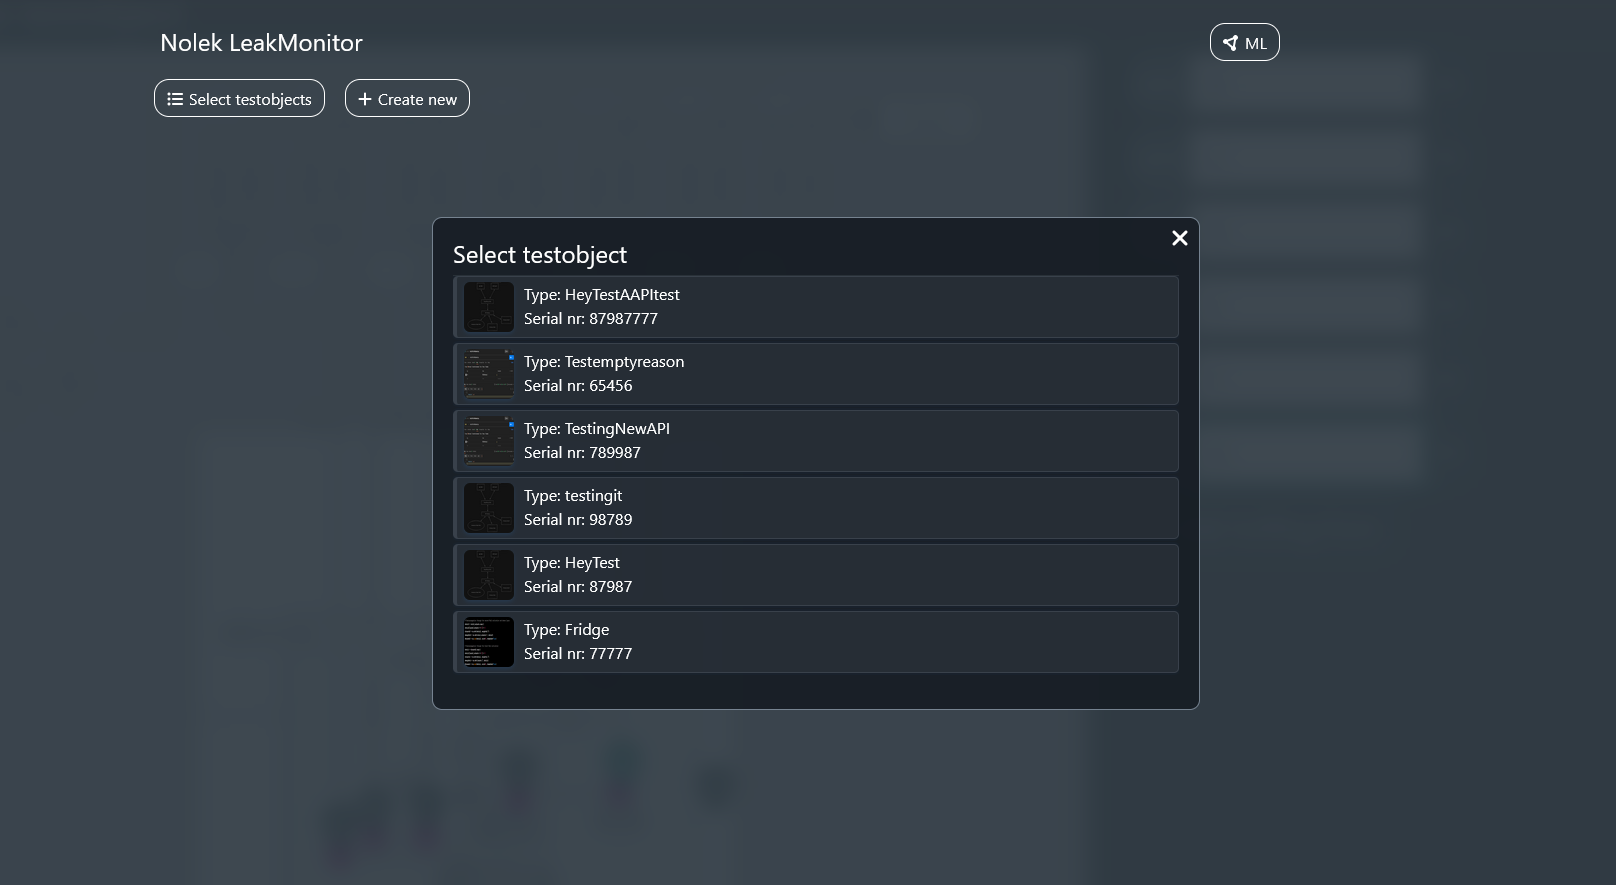 Nolek LeakMonitor
ML
Select testobjects
Create new
Select testobject
Type: HeyTestAAPItest
Serial nr: 87987777
Type: Testemptyreason
Serial nr: 65456
Type: TestingNewAPI
Serial nr: 789987
Type: testingit
Serial nr: 98789
Type: HeyTest
Serial nr: 87987
Type: Fridge
Serial nr: 77777